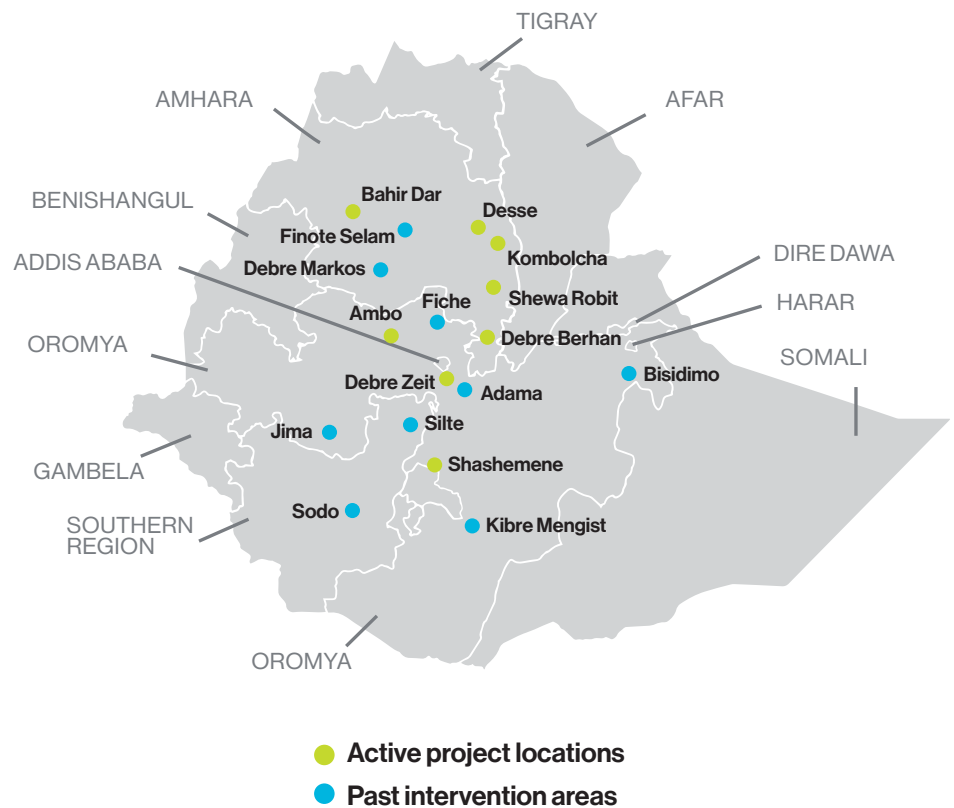 TIGRAY
AMHARA
AFAR
BENISHANGUL
Bahir Dar
Desse
Finote Selam
Kombolcha
ADDIS ABABA
Debre Markos
DIRE DAWA
Shewa Robit
Fiche
HARAR
Ambo
Debre Berhan
OROMYA
SOMALI
Debre Zeit
Bisidimo
Adama
Silte
Jima
GAMBELA
Shashemene
Sodo
SOUTHERN
REGION
Kibre Mengist
OROMYA
Active project locations
Past intervention areas